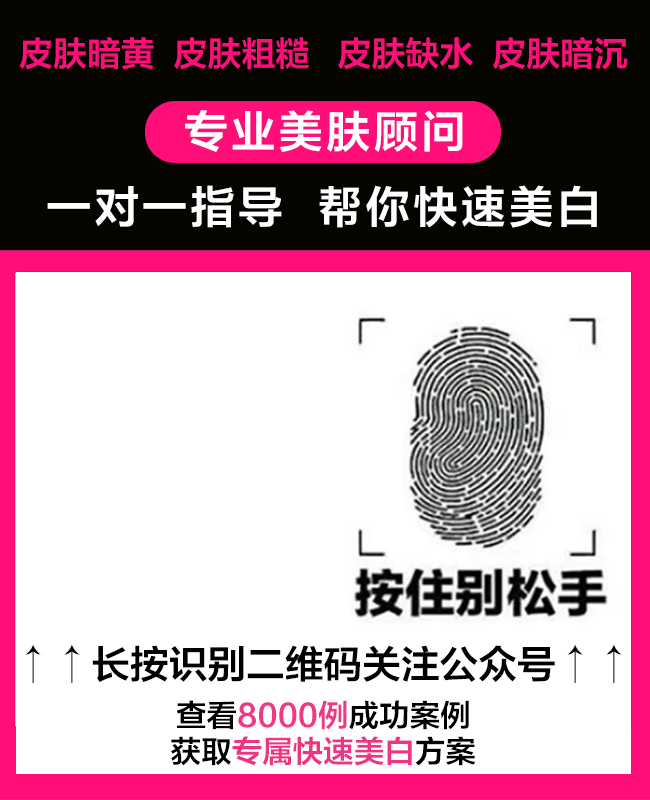 皮肤暗黄 皮肤粗糙 皮肤缺水 皮肤暗沉
专业美肤顾问
一对一指导 帮你快速美白
按住别松手
↑ ↑长按识别二维码关注公众号↑ ↑
查看8000例成功案例
获取专属快速美白方案